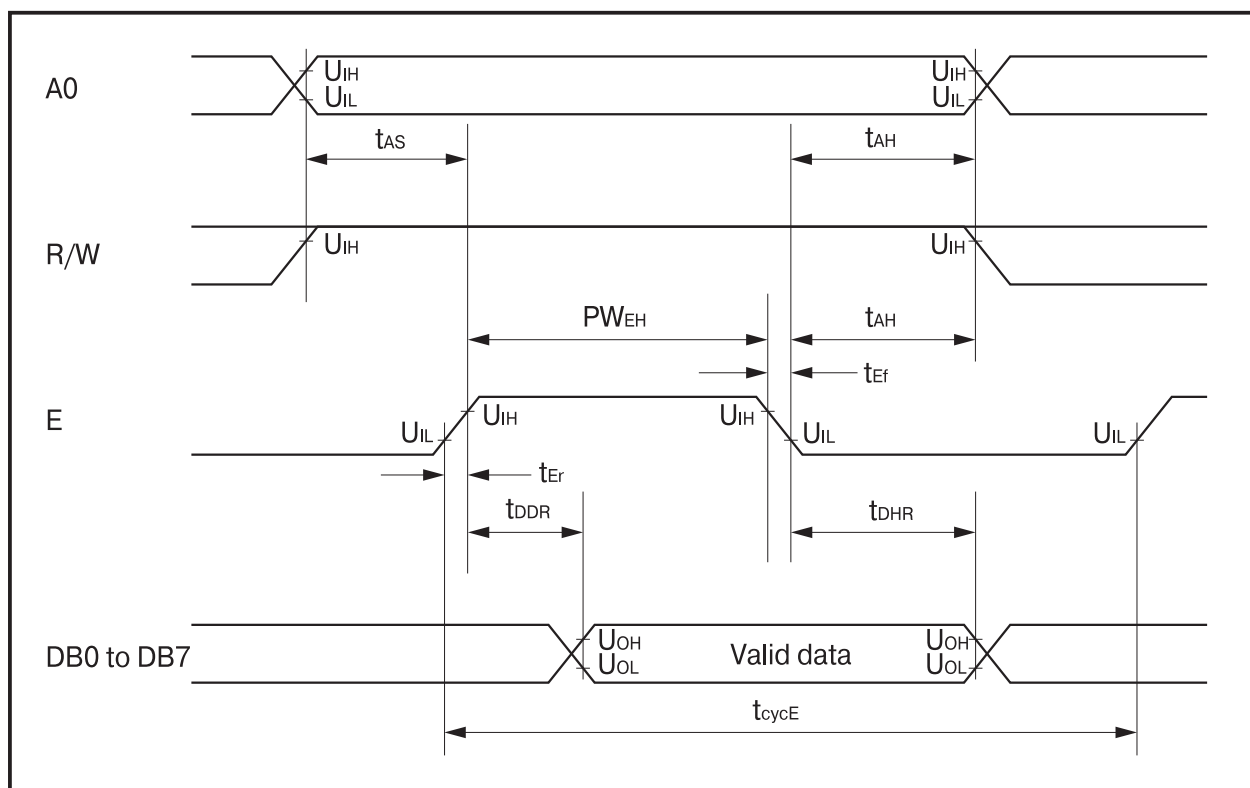 A0
UIH
UIL
UIH
UIL
tAS
tAH
R/W
UIH
UIH
PWEH
tAH
tEf
E
UIL
UIH
UIH
UIL
UIL
tEr
tDDR
tDHR
DB0 to DB7
UOH
UOL
Valid data
UOH
UOL
tcycE